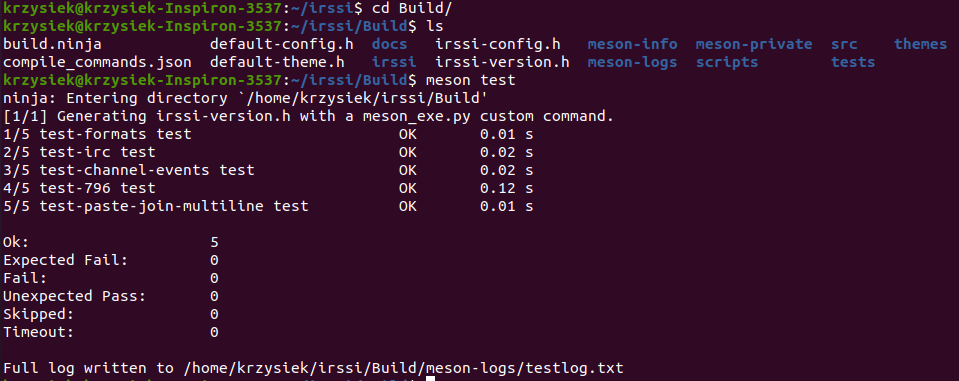 krzysiek@krzysiek-Inspiron-3537:~/irssi$ cd Build/
krzysiek@krzysiek-Inspiron-3537:~/irssi/Build$ ls
build.ninja default-config.h docs irssi-config.h meson-info meson-private src themes
compile_commands.json default-theme.h irssi irssi-version.h meson-logs scripts tests
krzysiek@krzysiek-Inspiron-3537:~/irssi/Build$ meson test
ninja: Entering directory `/home/krzysiek/irssi/Build'
[1/1] Generating irssi-version.h with a meson_exe.py custom command.
1/5 test-formats test OK 0.01 s
2/5 test-irc test OK 0.02 s
3/5 test-channel-events test OK 0.02 s
4/5 test-796 test OK 0.12 s
5/5 test-paste-join-multiline test OK 0.01 s
Ok: 5
Expected Fail: 0
Fail: 0
Unexpected Pass: 0
Skipped: 0
Timeout: 0
Full log written to /home/krzysiek/irssi/Build/meson-logs/testlog.txt
krzysiek@krzysiek-Inspiron-3537:~/irssi/Build$